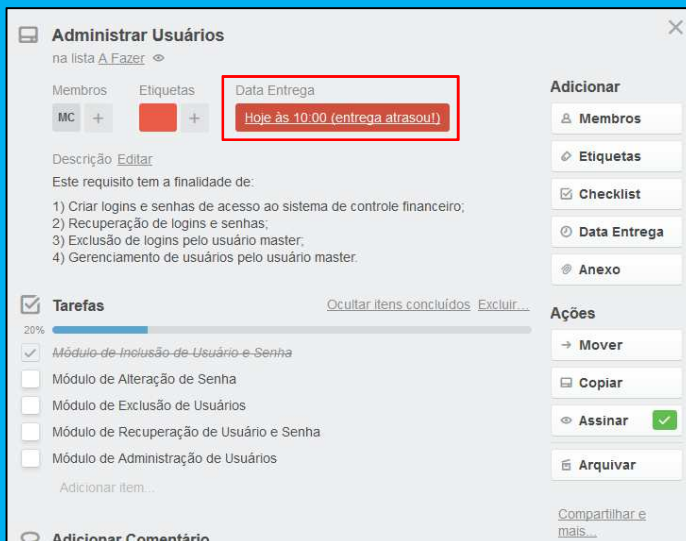 Administrar Usuários
na lista A Fazer
Membros Etiquetas Data Entrega
MC + + Hoje às 10:00 (entrega atrasou!)
Descrição Editar
Este requisito tem a finalidade de:
1) Criar logins e senhas de acesso ao sistema de controle financeiro;
2) Recuperação de logins e senhas;
3) Exclusão de logins pelo usuário master;
4) Gerenciamento de usuários pelo usuário master.
Tarefas Ocultar itens concluídos Excluir...
20%
Módulo de Inclusão de Usuário e Senha
Módulo de Alteração de Senha
Módulo de Exclusão de Usuários
Módulo de Recuperação de Usuário e Senha
Módulo de Administração de Usuários
Adicionar item...
Adicionar Comentário
Adicionar
Membros
Etiquetas
Checklist
Data Entrega
Anexo
Ações
Mover
Copiar
Assinar
Arquivar
Compartilhar e
mais...